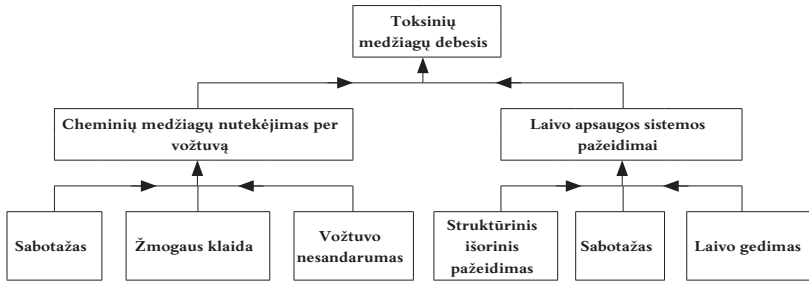 Toksinių
medžiagų debesis
Cheminių medžiagų nutekėjimas per
vožtuvą
Laivo apsaugos sistemos
pažeidimai
Sabotažas
Žmogaus klaida
Vožtuvo
nesandarumas
Struktūrinis
išorinis
pažeidimas
Sabotažas
Laivo gedimas